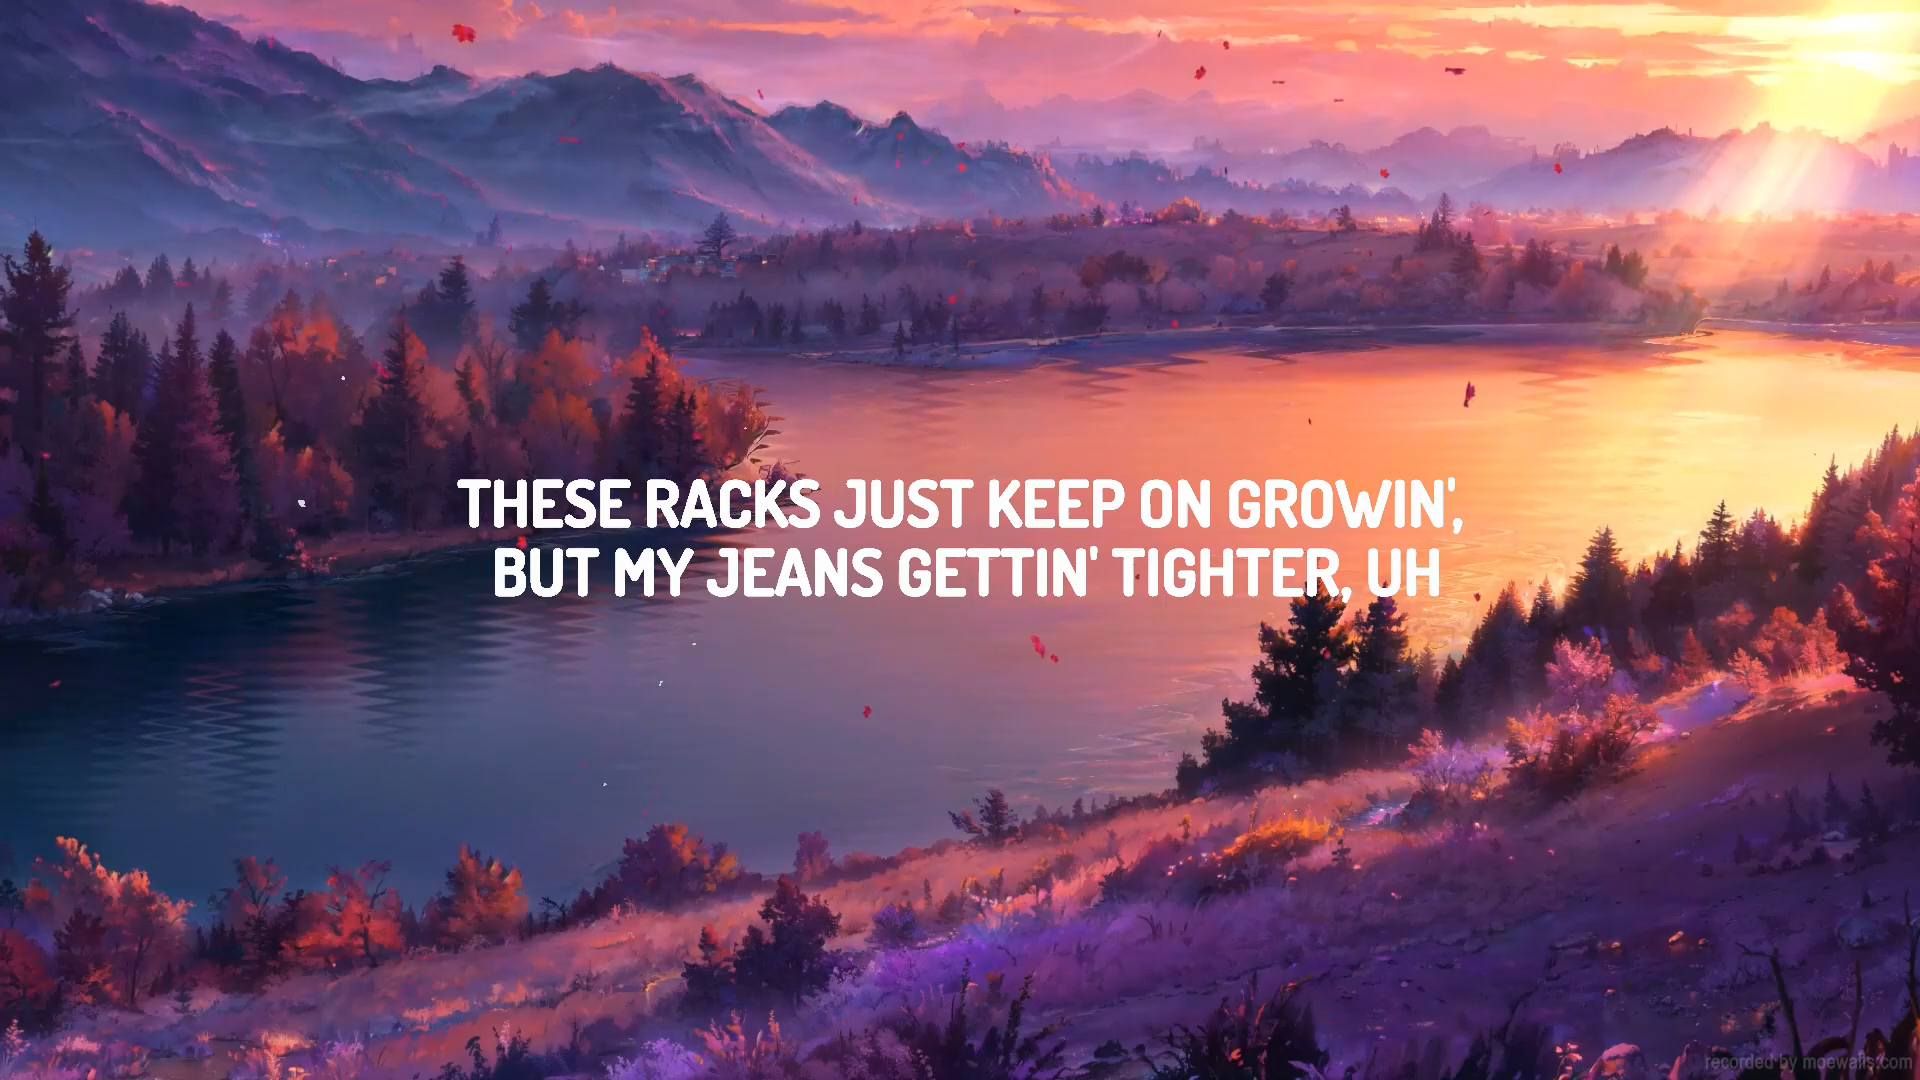 THESE RACKS JUST KEEP ON GROWIN',
BUT MY JEANS GETTIN' TIGHTER, UH
recorded by moewalls.com